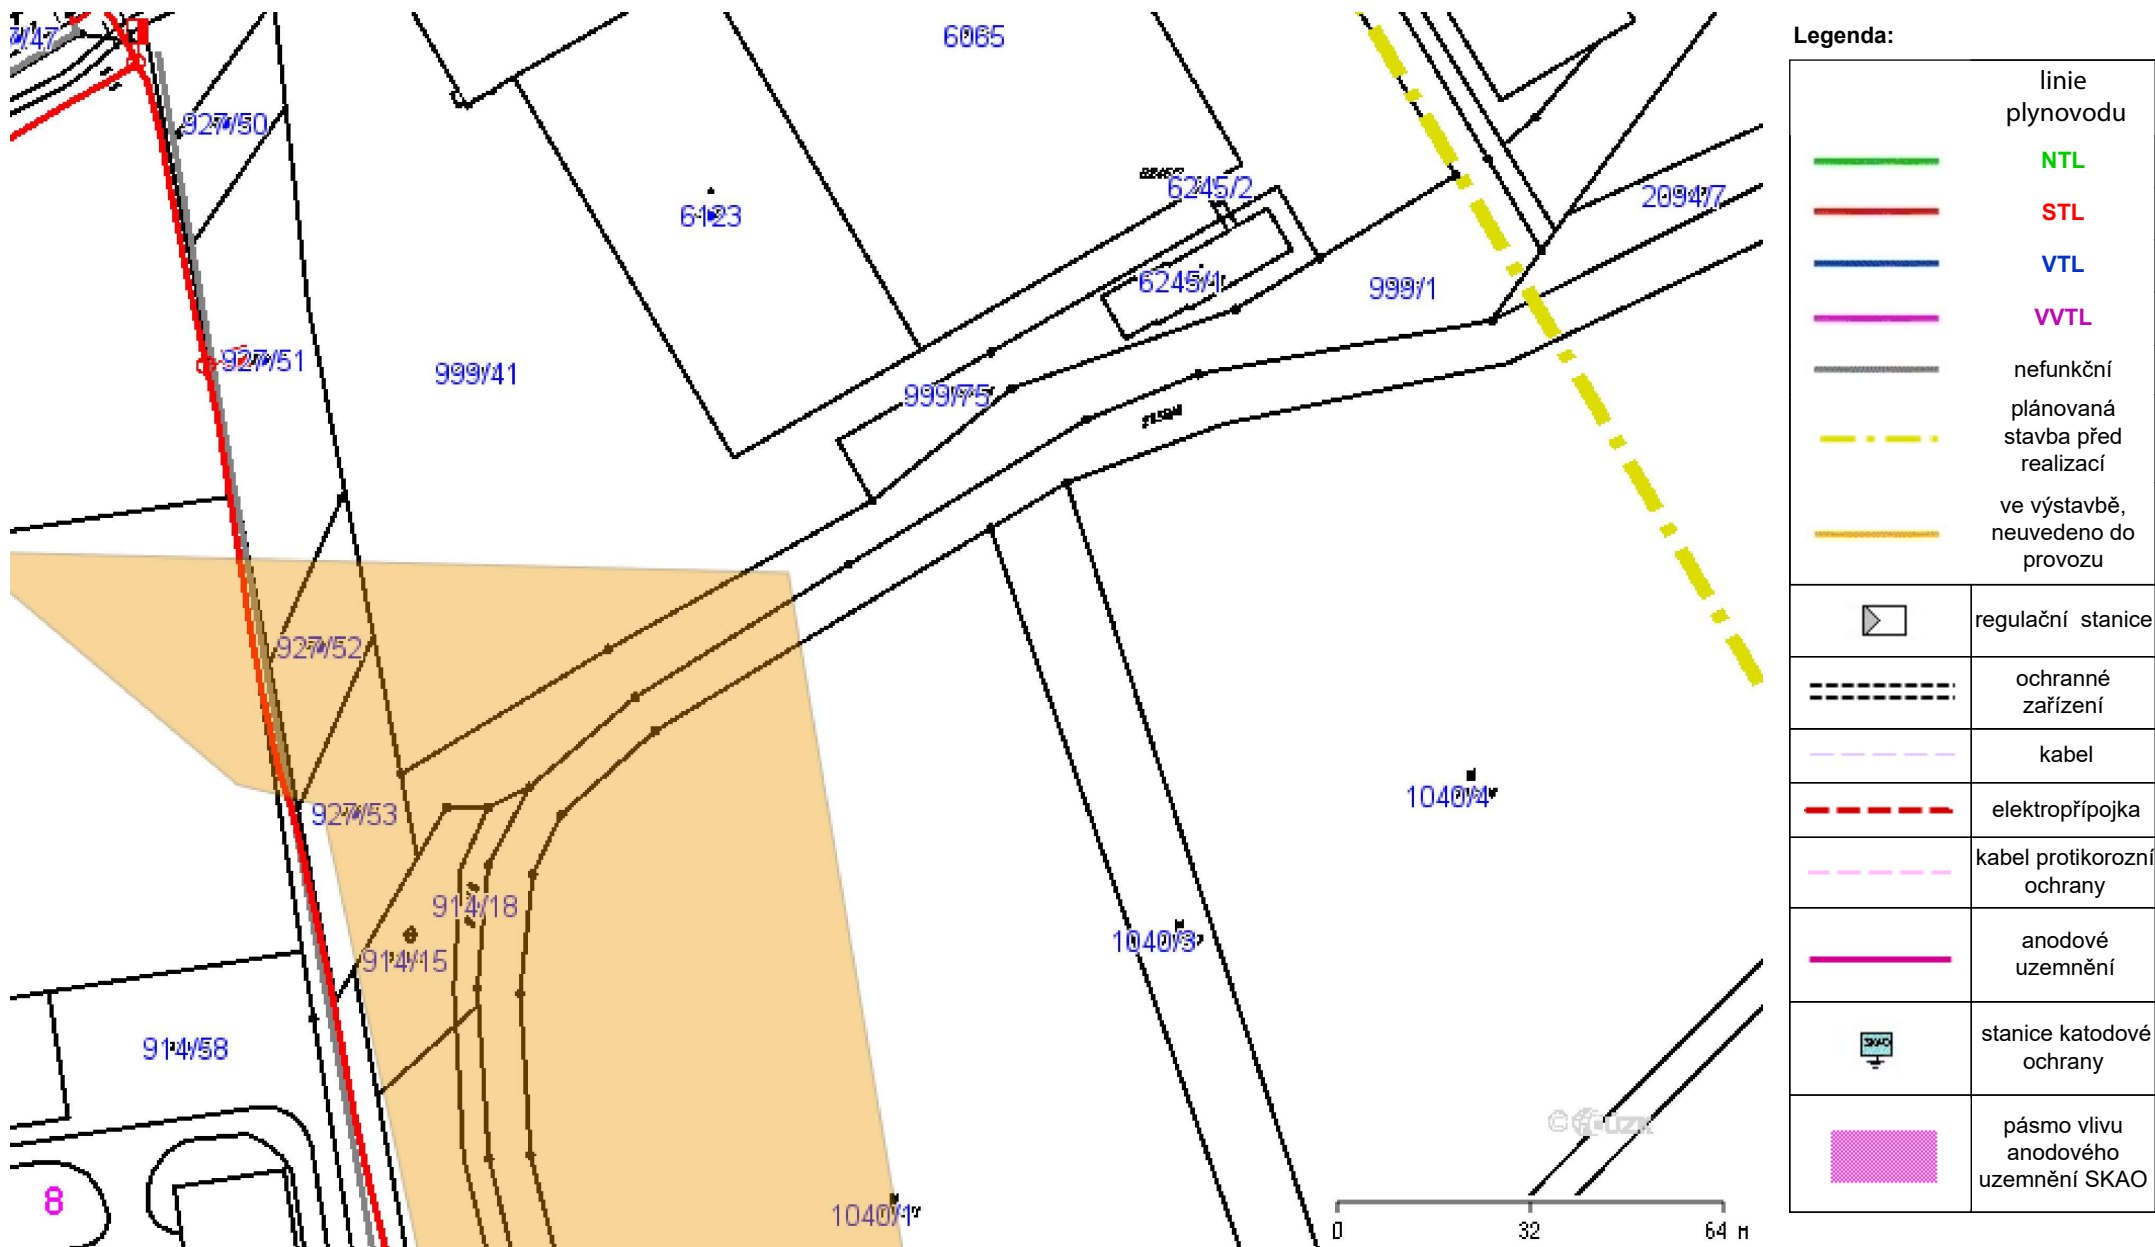 6065
927/50
6123
6245/2
2094/7
6245/1
999/1
927/51
999/41
999/75
927/52
927/53
1040/4
914/18
914/15
1040/3
914/58
8
1040/1
0 32 64 M
Legenda:
linie
plynovodu
NTL
STL
VTL
VVTL
nefunkční
plánovaná
stavba před
realizací
ve výstavbě,
neuvedeno do
provozu
regulační stanice
ochranné
zařízení
kabel
elektropřípojka
kabel protikorozní
ochrany
anodové
uzemnění
SKAO
stanice katodové
ochrany
pásmo vlivu
anodového
uzemnění SKAO